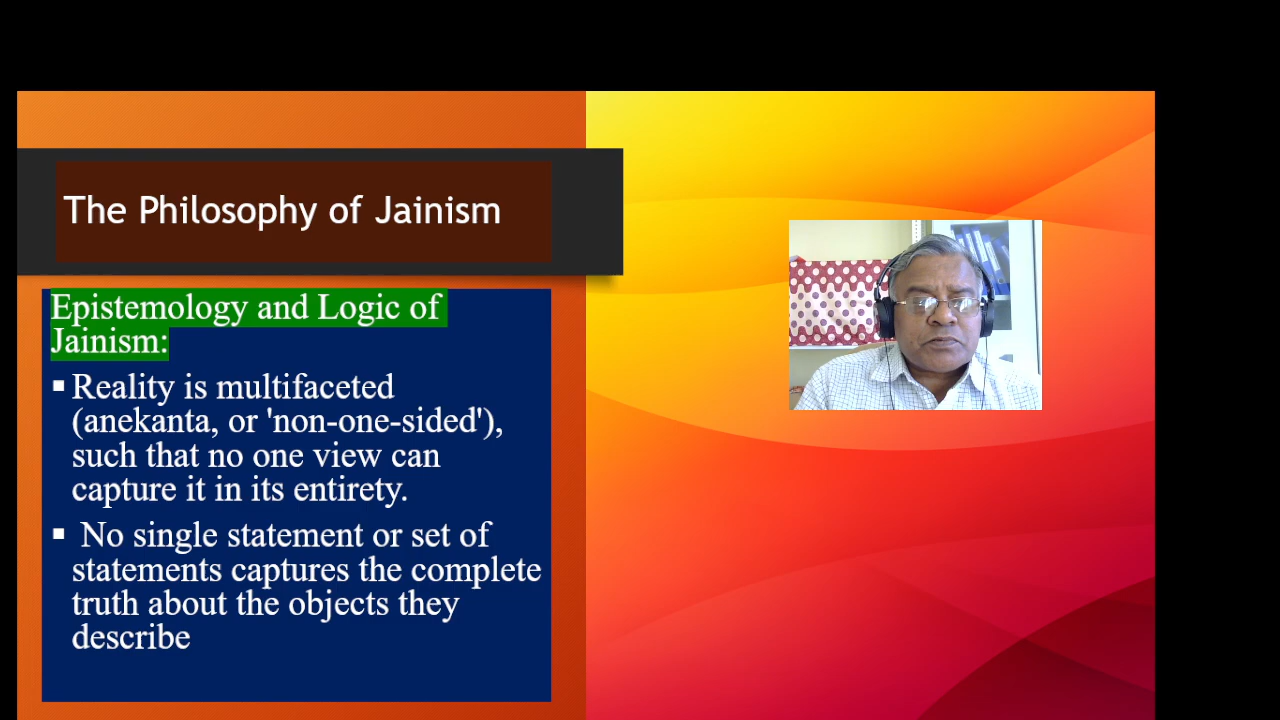 The Philosophy of Jainism
Epistemology and Logic of
Jainism:
▪ Reality is multifaceted
(anekanta, or 'non-one-sided'),
such that no one view can
capture it in its entirety.
▪ No single statement or set of
statements captures the complete
truth about the objects they
describe